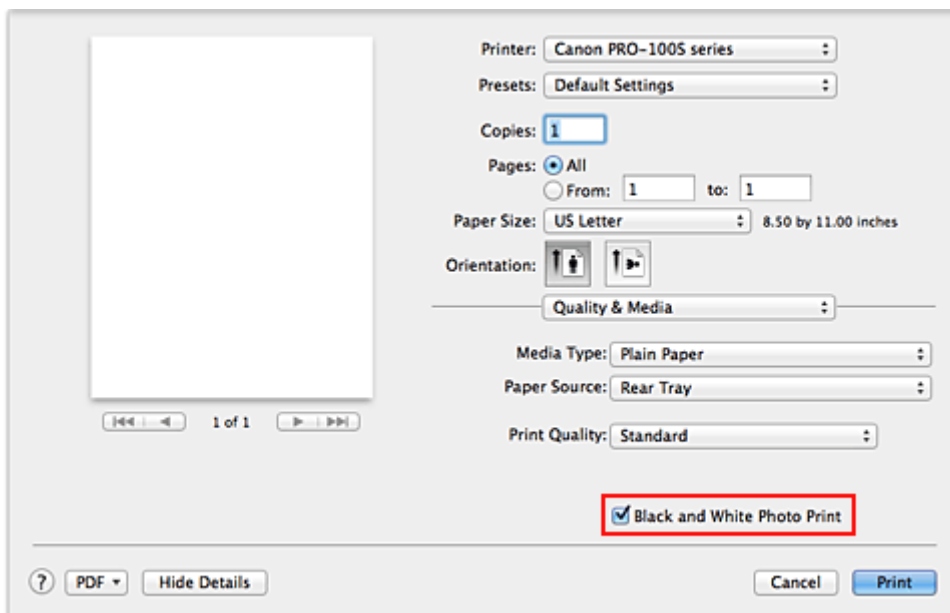 Printer: Canon PRO-100S series
Presets: Default Settings
Copies: 1
Pages: All
From: 1 to: 1
Paper Size: US Letter 8.50 by 11.00 inches
Orientation:
Quality & Media
Media Type: Plain Paper
Paper Source: Rear Tray
1 of 1
Print Quality: Standard
Black and White Photo Print
? PDF Hide Details Cancel Print